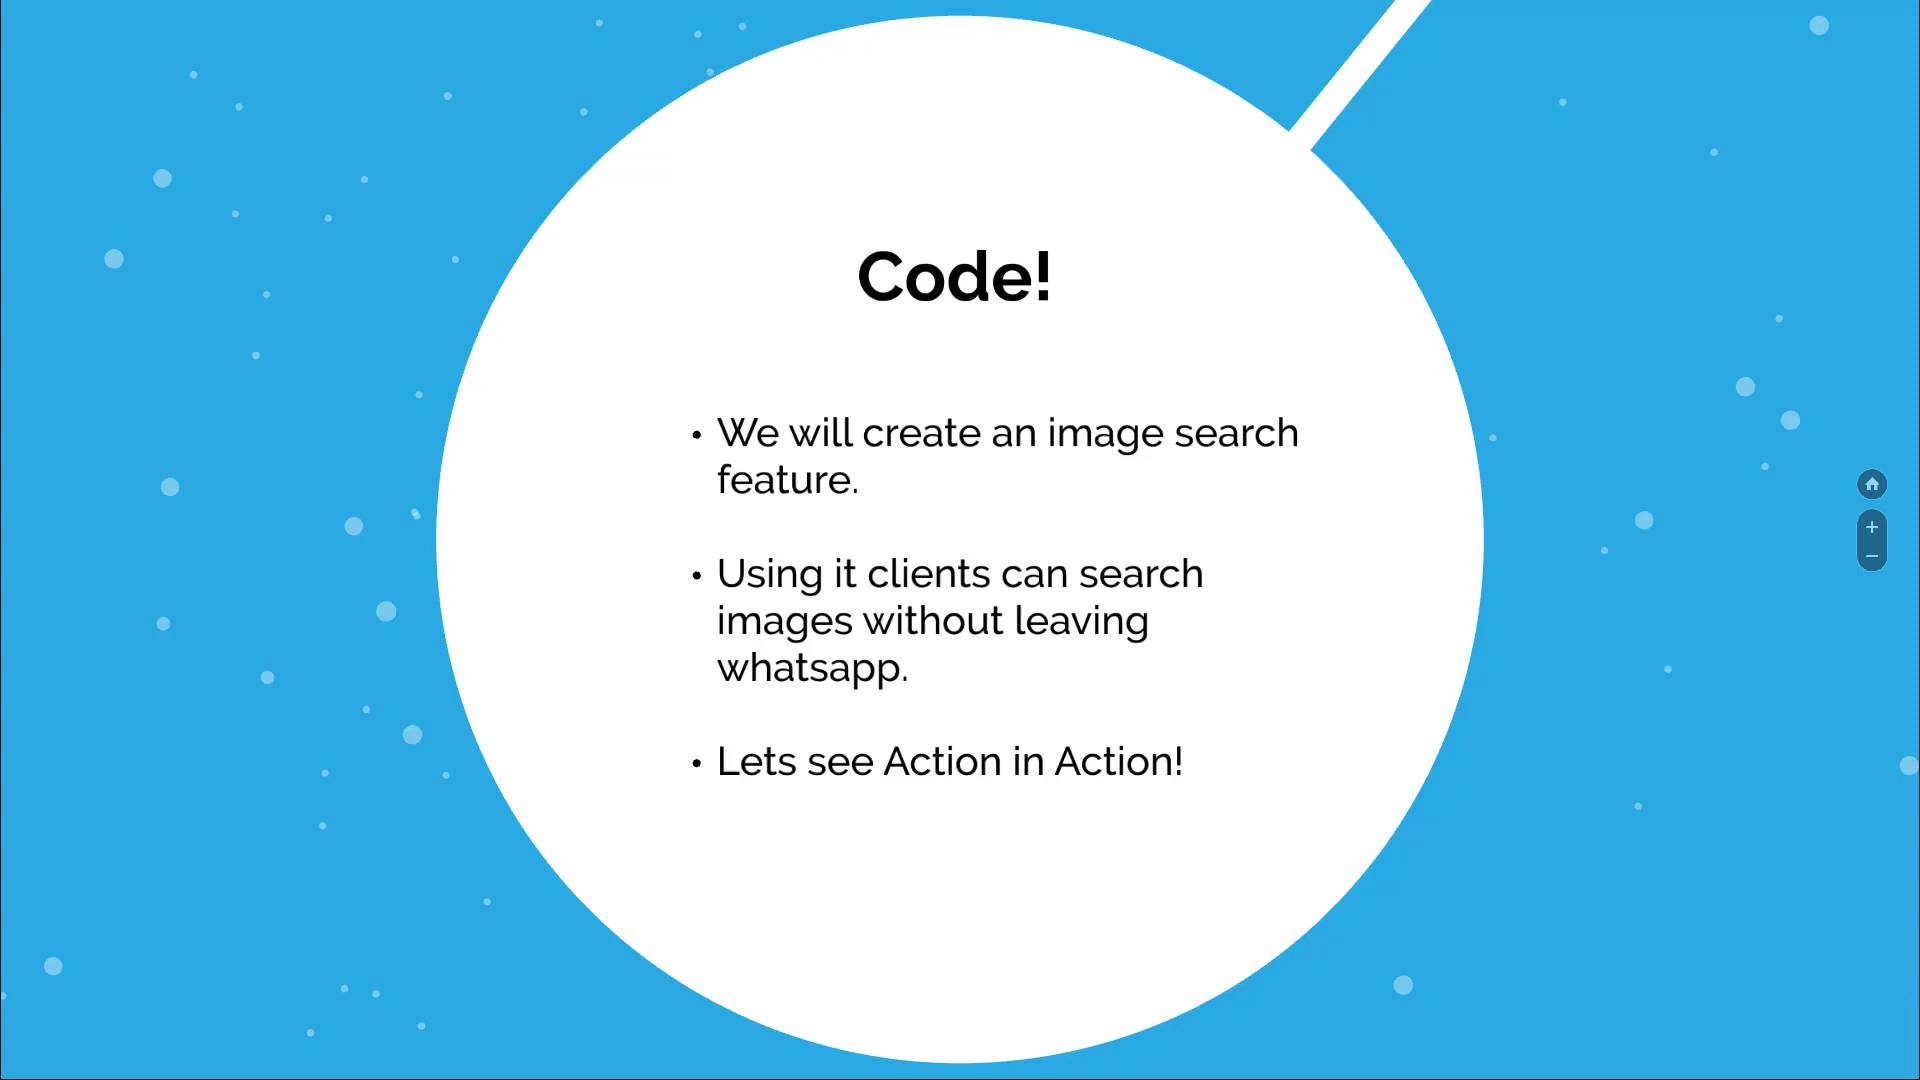 Code!
• We will create an image search
feature.
• Using it clients can search
images without leaving
whatsapp.
• Lets see Action in Action!